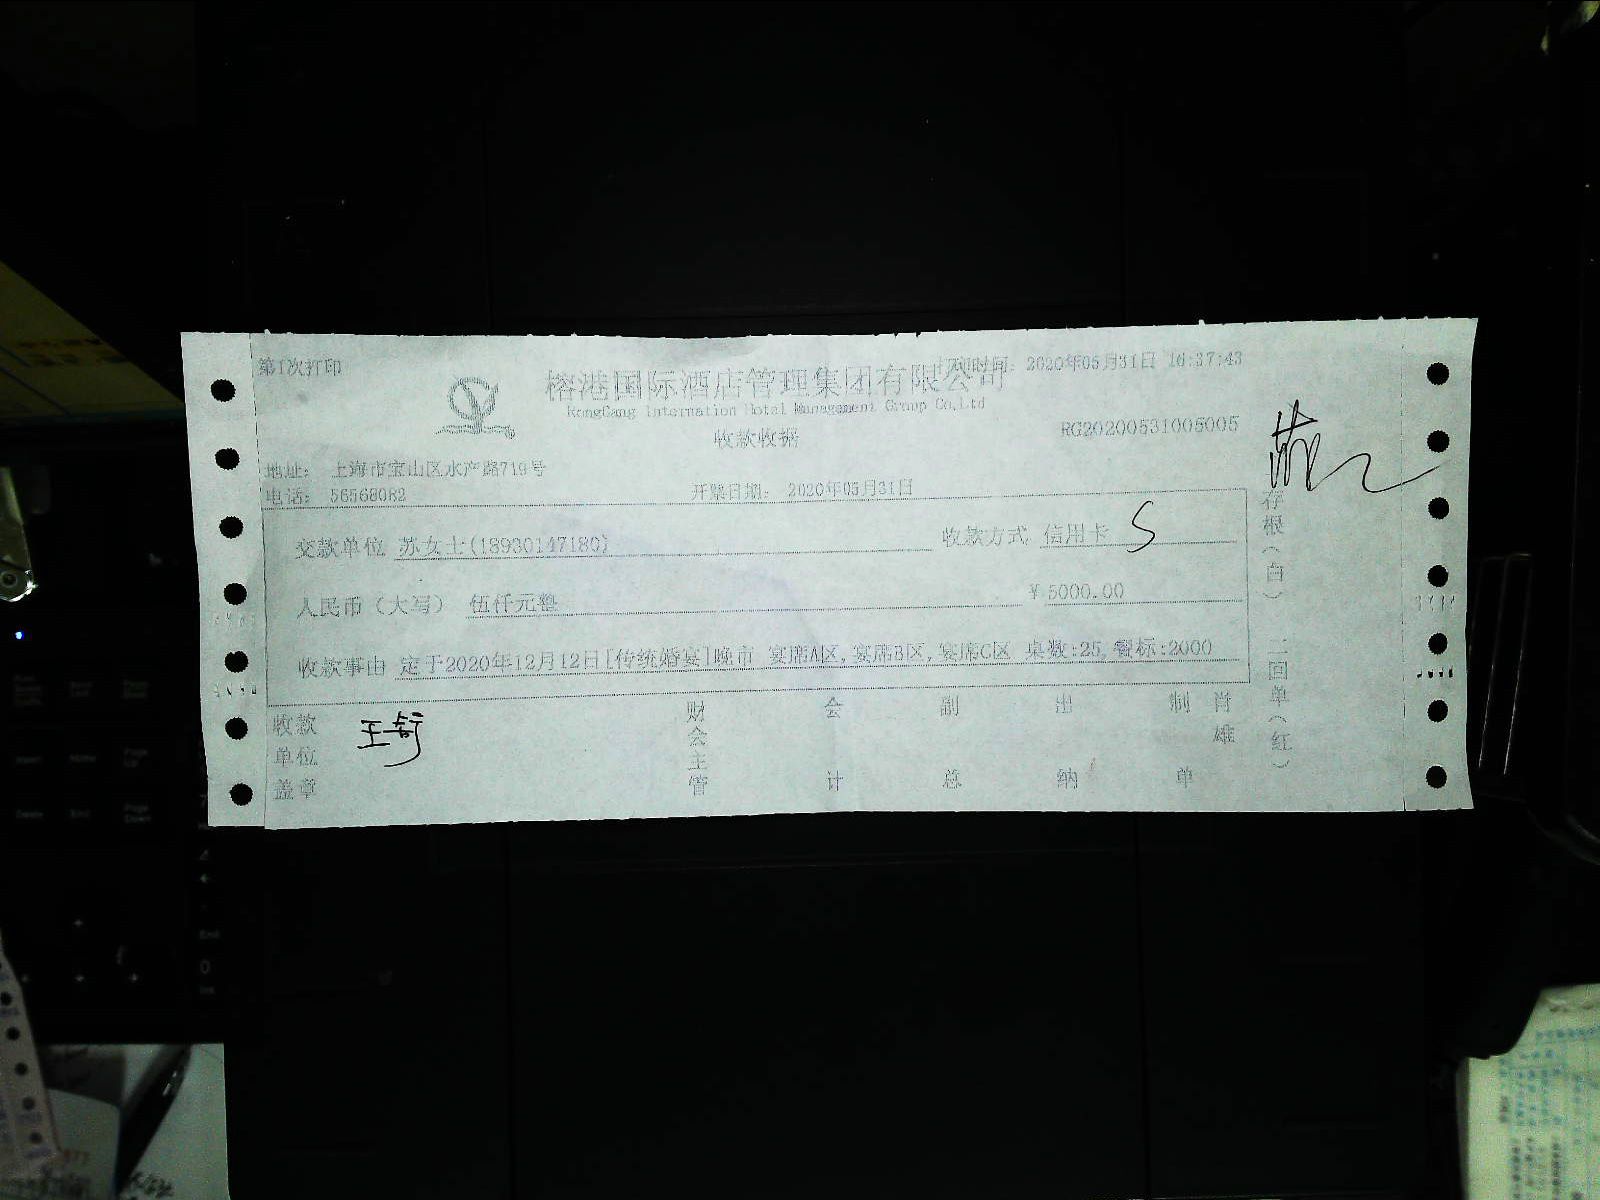 第1次打印
打印时间: 2020年05月31日 16:37:43
榕港国际酒店管理集团有限公司
RongGang Internation Hotal Management Group Co,Ltd
收款收据
RG20200531006005
地址: 上海市宝山区水产路719号
电话: 56568082
开票日期: 2020年05月31日
交款单位 苏女士(18930147180)
收款方式 信用卡 S
人民币（大写） 伍仟元整
￥5000.00
收款事由 定于2020年12月12日[传统婚宴]晚市 宴席A区,宴席B区,宴席C区 桌数:25,餐标:2000
收款单位盖章
财会主管
会计
副总
出纳
制单
肖雄
存根（白） 二回单（红）